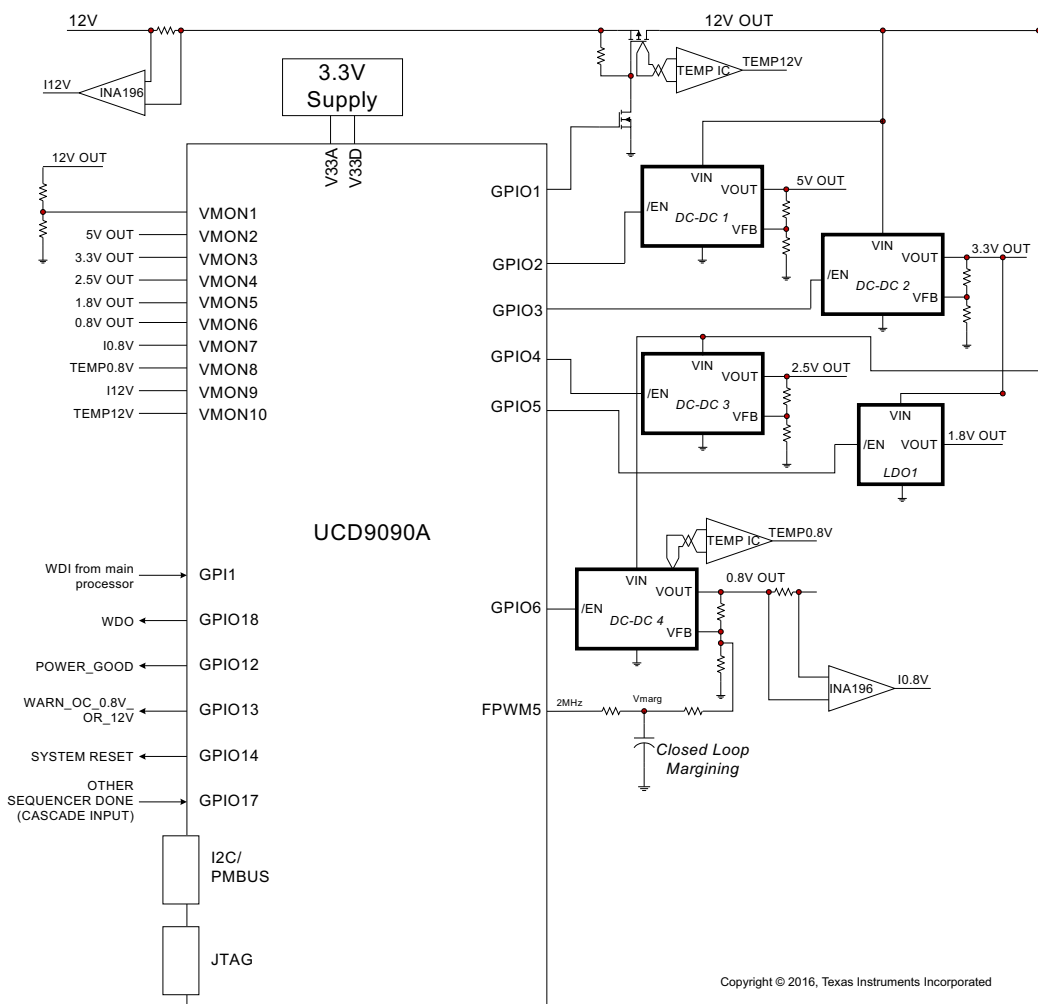 12V
12V OUT
I12V
INA196
3.3V
Supply
TEMP IC
TEMP12V
V33A
V33D
12V OUT
VMON1
5V OUT
VMON2
3.3V OUT
VMON3
2.5V OUT
VMON4
1.8V OUT
VMON5
0.8V OUT
VMON6
I0.8V
VMON7
TEMP0.8V
VMON8
I12V
VMON9
TEMP12V
VMON10
GPIO1
GPIO2
GPIO3
GPIO4
GPIO5
VIN
VOUT
5V OUT
/EN
DC-DC 1
VFB
VIN
VOUT
3.3V OUT
/EN
DC-DC 2
VFB
VIN
VOUT
2.5V OUT
/EN
DC-DC 3
VFB
VIN
/EN
VOUT
1.8V OUT
LDO1
UCD9090A
TEMP IC
TEMP0.8V
WDI from main
processor
GPI1
WDO
GPIO18
POWER_GOOD
GPIO12
WARN_OC_0.8V_
OR_12V
GPIO13
SYSTEM RESET
GPIO14
OTHER
SEQUENCER DONE
(CASCADE INPUT)
GPIO17
GPIO6
VIN
VOUT
0.8V OUT
/EN
DC-DC 4
VFB
INA196
I0.8V
FPWM5
2MHz
Vmarg
Closed Loop
Margining
I2C/
PMBUS
JTAG
Copyright © 2016, Texas Instruments Incorporated